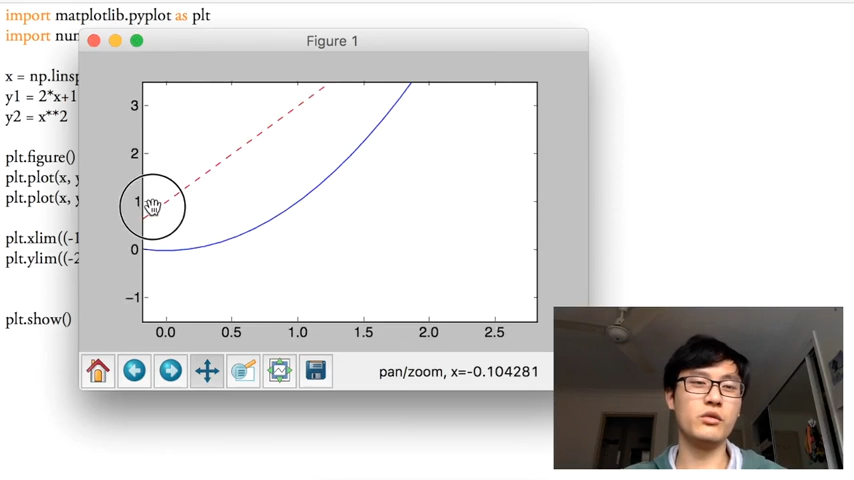 import matplotlib.pyplot as plt
import num
x = np.linsp
y1 = 2*x+1
y2 = x**2
plt.figure()
plt.plot(x, y
plt.plot(x, y
plt.xlim((-1
plt.ylim((-2
plt.show()
Figure 1
3
2
1
0
−1
0.0 0.5 1.0 1.5 2.0 2.5
pan/zoom, x=-0.104281